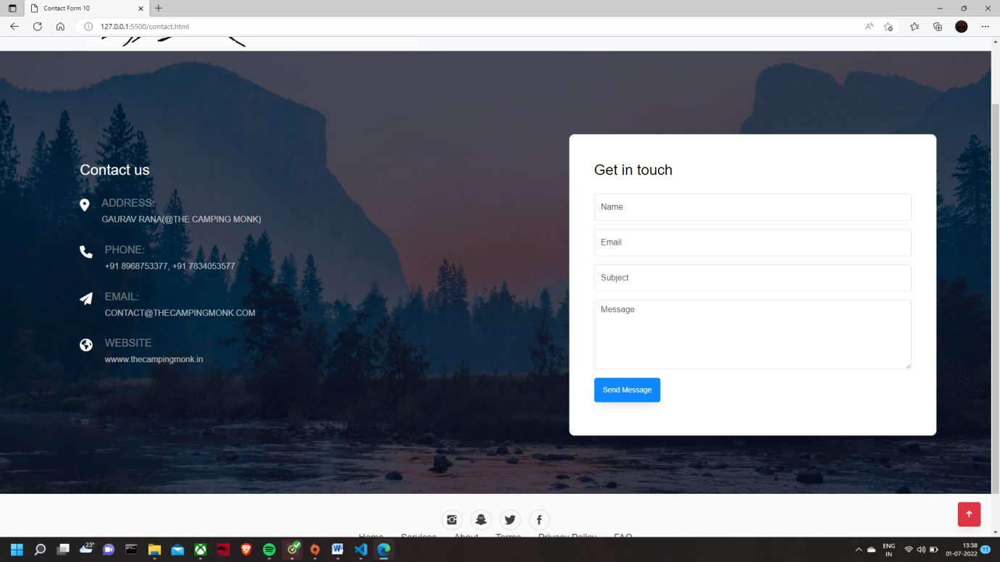 Contact Form 10
127.0.0.1:5500/contact.html
Contact us
ADDRESS:
GAURAV RANA(@THE CAMPING MONK)
PHONE:
+91 8968753377, +91 7834053577
EMAIL:
CONTACT@THECAMPINGMONK.COM
WEBSITE
wwww.thecampingmonk.in
Get in touch
Name
Email
Subject
Message
Send Message
Home Services About Terms Privacy Policy FAQ
23°
ENG
IN
13:38
01-07-2022
11